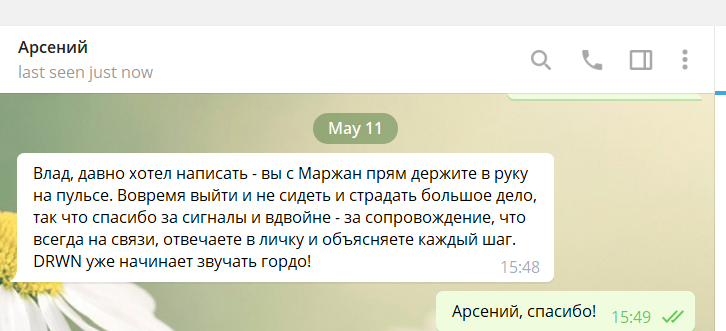 Арсений
last seen just now
May 11
Влад, давно хотел написать - вы с Маржан прям держите в руку
на пульсе. Вовремя выйти и не сидеть и страдать большое дело,
так что спасибо за сигналы и вдвойне - за сопровождение, что
всегда на связи, отвечаете в личку и объясняете каждый шаг.
DRWN уже начинает звучать гордо!
15:48
Арсений, спасибо! 15:49